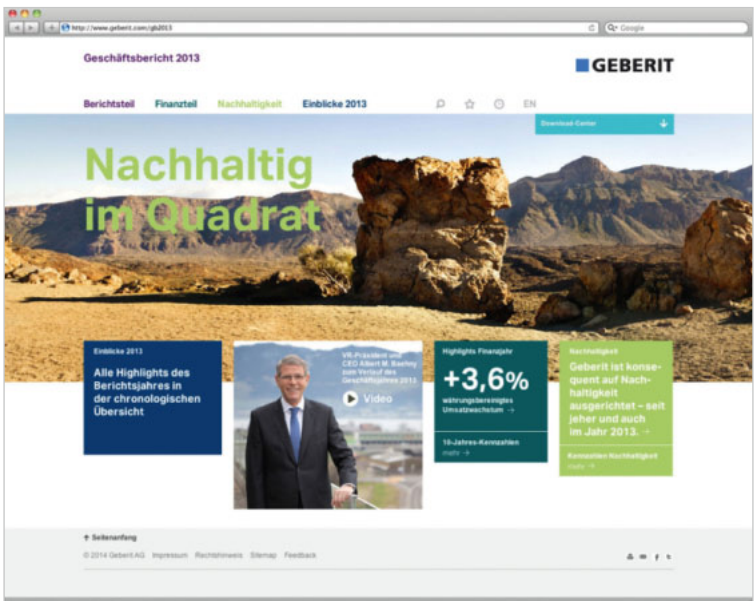 http://www.geberit.com/gb2013
Google
Geschäftsbericht 2013
GEBERIT
Berichtsteil
Finanzteil
Nachhaltigkeit
Einblicke 2013
EN
Download-Center
Nachhaltig
im Quadrat
Einblicke 2013
Alle Highlights des
Berichtsjahres in
der chronologischen
Übersicht
VR-Präsident und
CEO Albert M. Baehny
zum Verlauf des
Geschäftsjahres 2013
Video
Highlights Finanzjahr
+3,6%
währungsbereinigtes
Umsatzwachstum →
10-Jahres-Kennzahlen
mehr →
Nachhaltigkeit
Geberit ist konse-
quent auf Nach-
haltigkeit
ausgerichtet – seit
jeher und auch
im Jahr 2013. →
Kennzahlen Nachhaltigkeit
mehr →
↑ Seitenanfang
© 2014 Geberit AG Impressum Rechtshinweis Sitemap Feedback